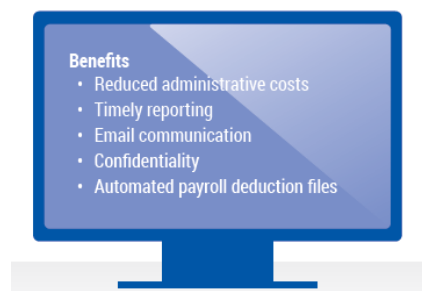 Benefits
• Reduced administrative costs
• Timely reporting
• Email communication
• Confidentiality
• Automated payroll deduction files